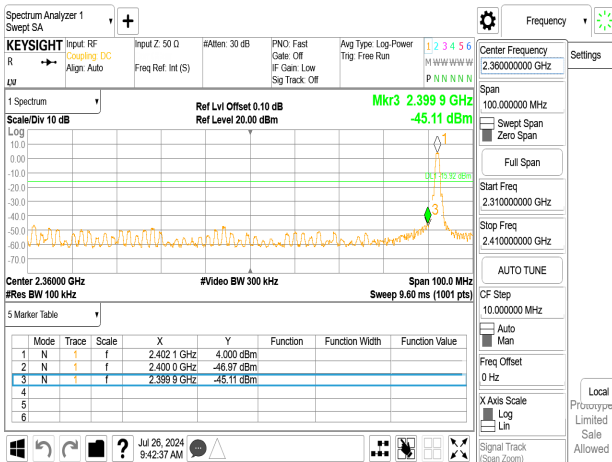 Spectrum Analyzer 1
Swept SA
Frequency
KEYSIGHT
R
LXI
Input: RF
Coupling: DC
Align: Auto
Input Z: 50 Ω
Freq Ref: Int (S)
#Atten: 30 dB
PNO: Fast
Gate: Off
IF Gain: Low
Sig Track: Off
Avg Type: Log-Power
Trig: Free Run
1 2 3 4 5 6
M W W W W W
P N N N N N
1 Spectrum
Scale/Div 10 dB
Ref Lvl Offset 0.10 dB
Ref Level 20.00 dBm
Mkr3 2.399 9 GHz
-45.11 dBm
Log
10.0
0.00
-10.0
-20.0
-30.0
-40.0
-50.0
-60.0
-70.0
1
3
Center 2.36000 GHz
#Video BW 300 kHz
Span 100.0 MHz
#Res BW 100 kHz
Sweep 9.60 ms (1001 pts)
5 Marker Table
Mode Trace Scale X Y Function Function Width Function Value
1 N 1 f 2.402 1 GHz 4.000 dBm
2 N 1 f 2.400 0 GHz -46.97 dBm
3 N 1 f 2.399 9 GHz -45.11 dBm
4
5
6
Jul 26, 2024
9:42:37 AM
Center Frequency
2.360000000 GHz
Span
100.000000 MHz
Swept Span
Zero Span
Full Span
Start Freq
2.310000000 GHz
Stop Freq
2.410000000 GHz
AUTO TUNE
CF Step
10.000000 MHz
Auto
Man
Freq Offset
0 Hz
X Axis Scale
Log
Lin
Signal Track
(Span Zoom)
Settings
Local
Prototype
Limited
Sale
Allowed